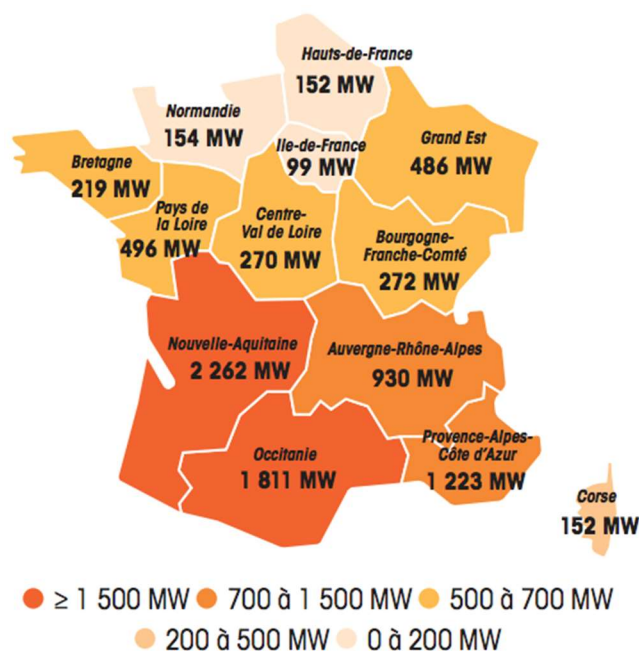 Hauts-de-France
152 MW
Normandie
154 MW
Ile-de-France
99 MW
Grand Est
486 MW
Bretagne
219 MW
Pays de
la Loire
496 MW
Centre-
Val de Loire
270 MW
Bourgogne-
Franche-Comté
272 MW
Nouvelle-Aquitaine
2 262 MW
Auvergne-Rhône-Alpes
930 MW
Occitanie
1 811 MW
Provence-Alpes-
Côte d'Azur
1 223 MW
Corse
152 MW
≥ 1 500 MW 700 à 1 500 MW 500 à 700 MW
200 à 500 MW 0 à 200 MW